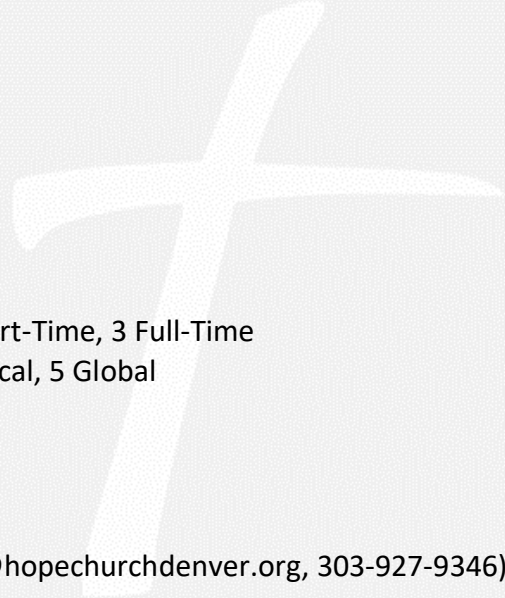 rt-Time, 3 Full-Time
cal, 5 Global
hopechurchdenver.org, 303-927-9346)